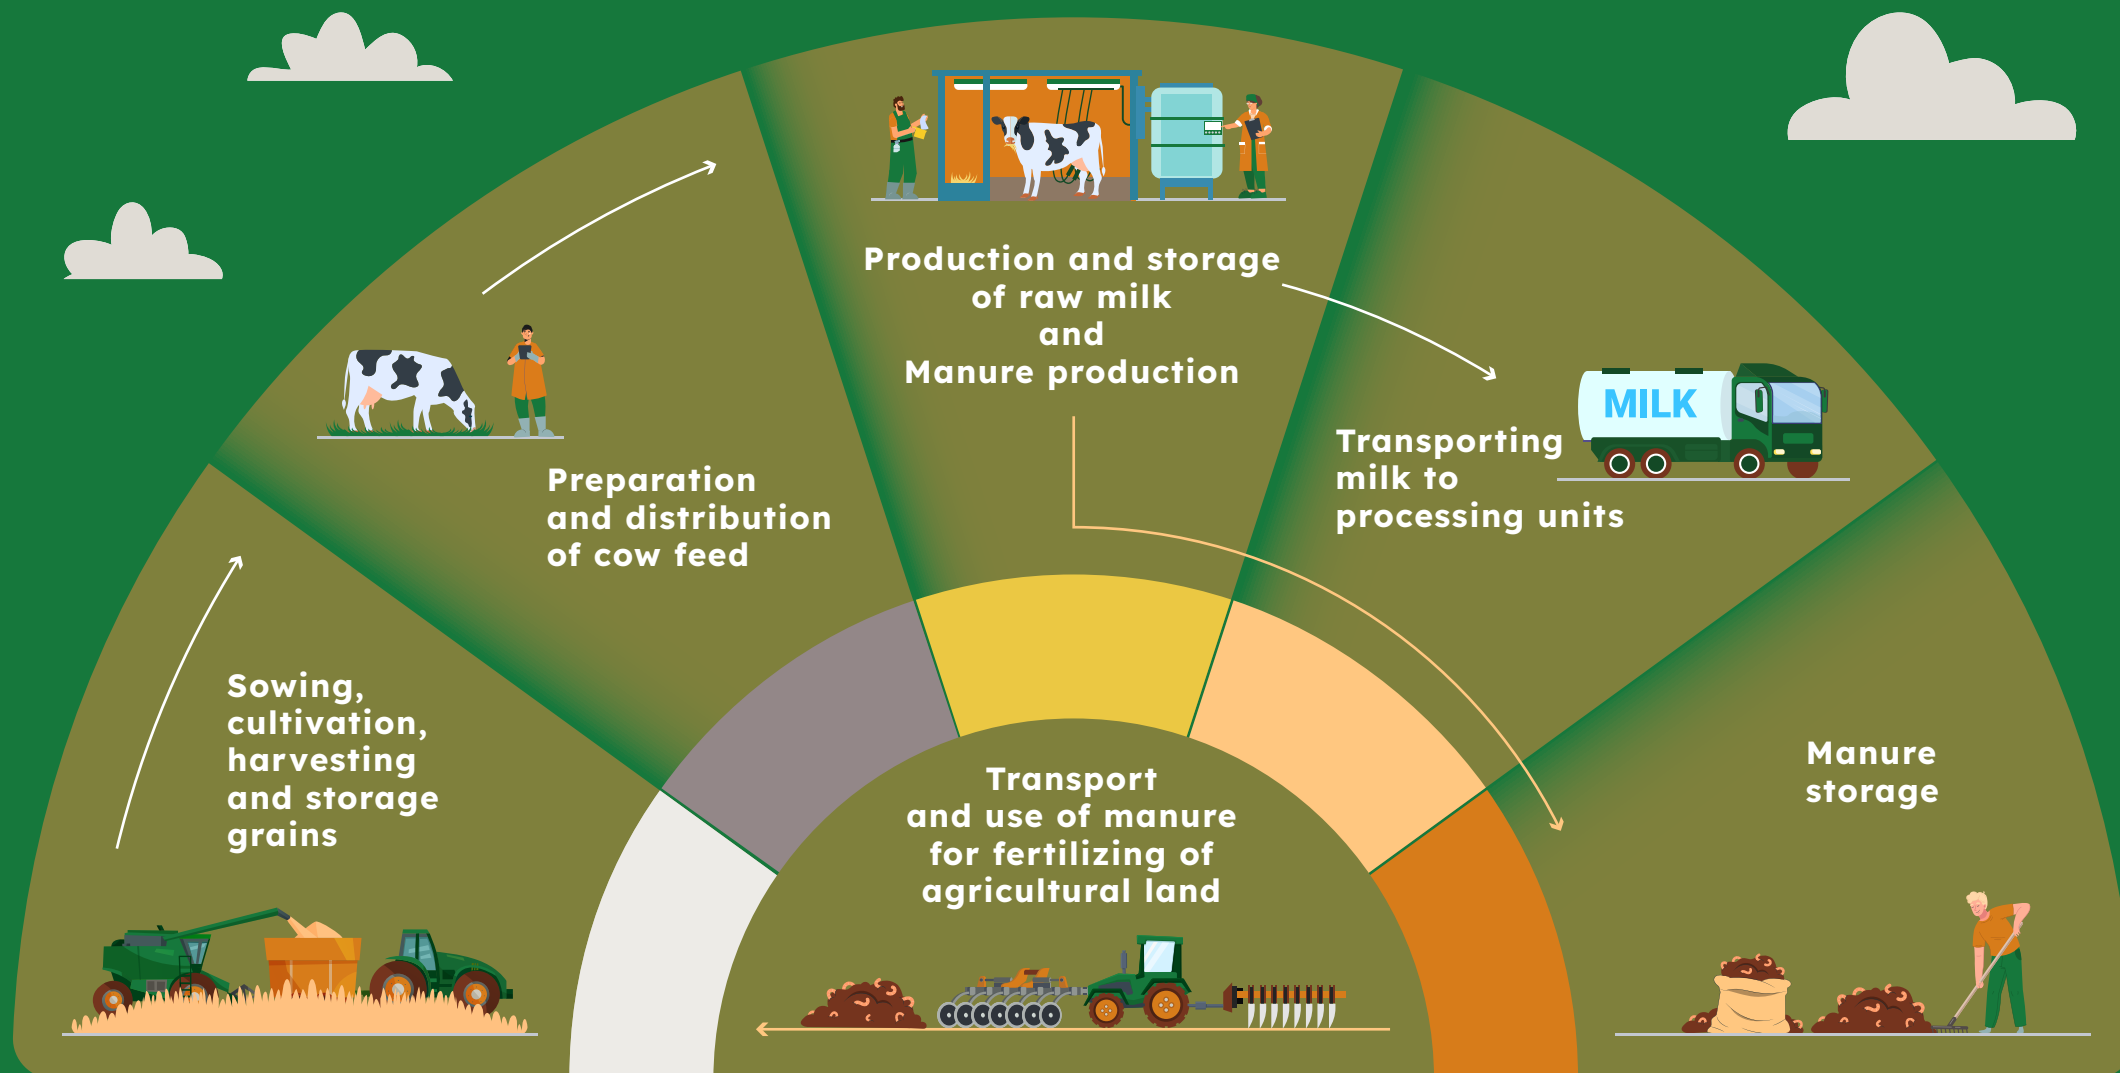 Sowing,
cultivation,
harvesting
and storage
grains
Preparation
and distribution
of cow feed
Production and storage
of raw milk
and
Manure production
Transporting
milk to
processing units
MILK
Manure
storage
Transport
and use of manure
for fertilizing of
agricultural land